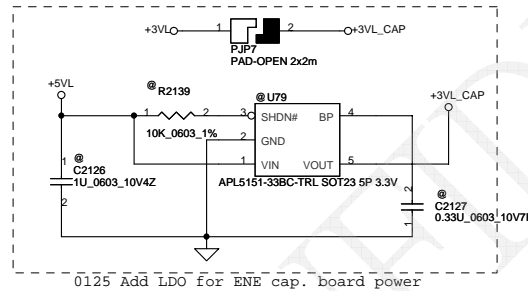 +3VL 1 2 +3VL_CAP
PJP7
PAD-OPEN 2x2m
+5VL
@
R2139
1 2
10K_0603_1%
@ U79
3 SHDN# BP 4
2 GND
1 VIN VOUT 5
APL5151-33BC-TRL SOT23 5P 3.3V
+3VL_CAP
@
1
C2126
1U_0603_10V4Z
2
2
@
C2127
1
0.33U_0603_10V7
0125 Add LDO for ENE cap. board power